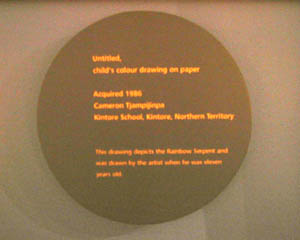 Untitled,
child's colour drawing on paper
Acquired 1986
Cameron Tjampijinpa
Kintore School, Kintore, Northern Territory
This drawing depicts the Rainbow Serpent and
was drawn by the artist when he was eleven
years old.